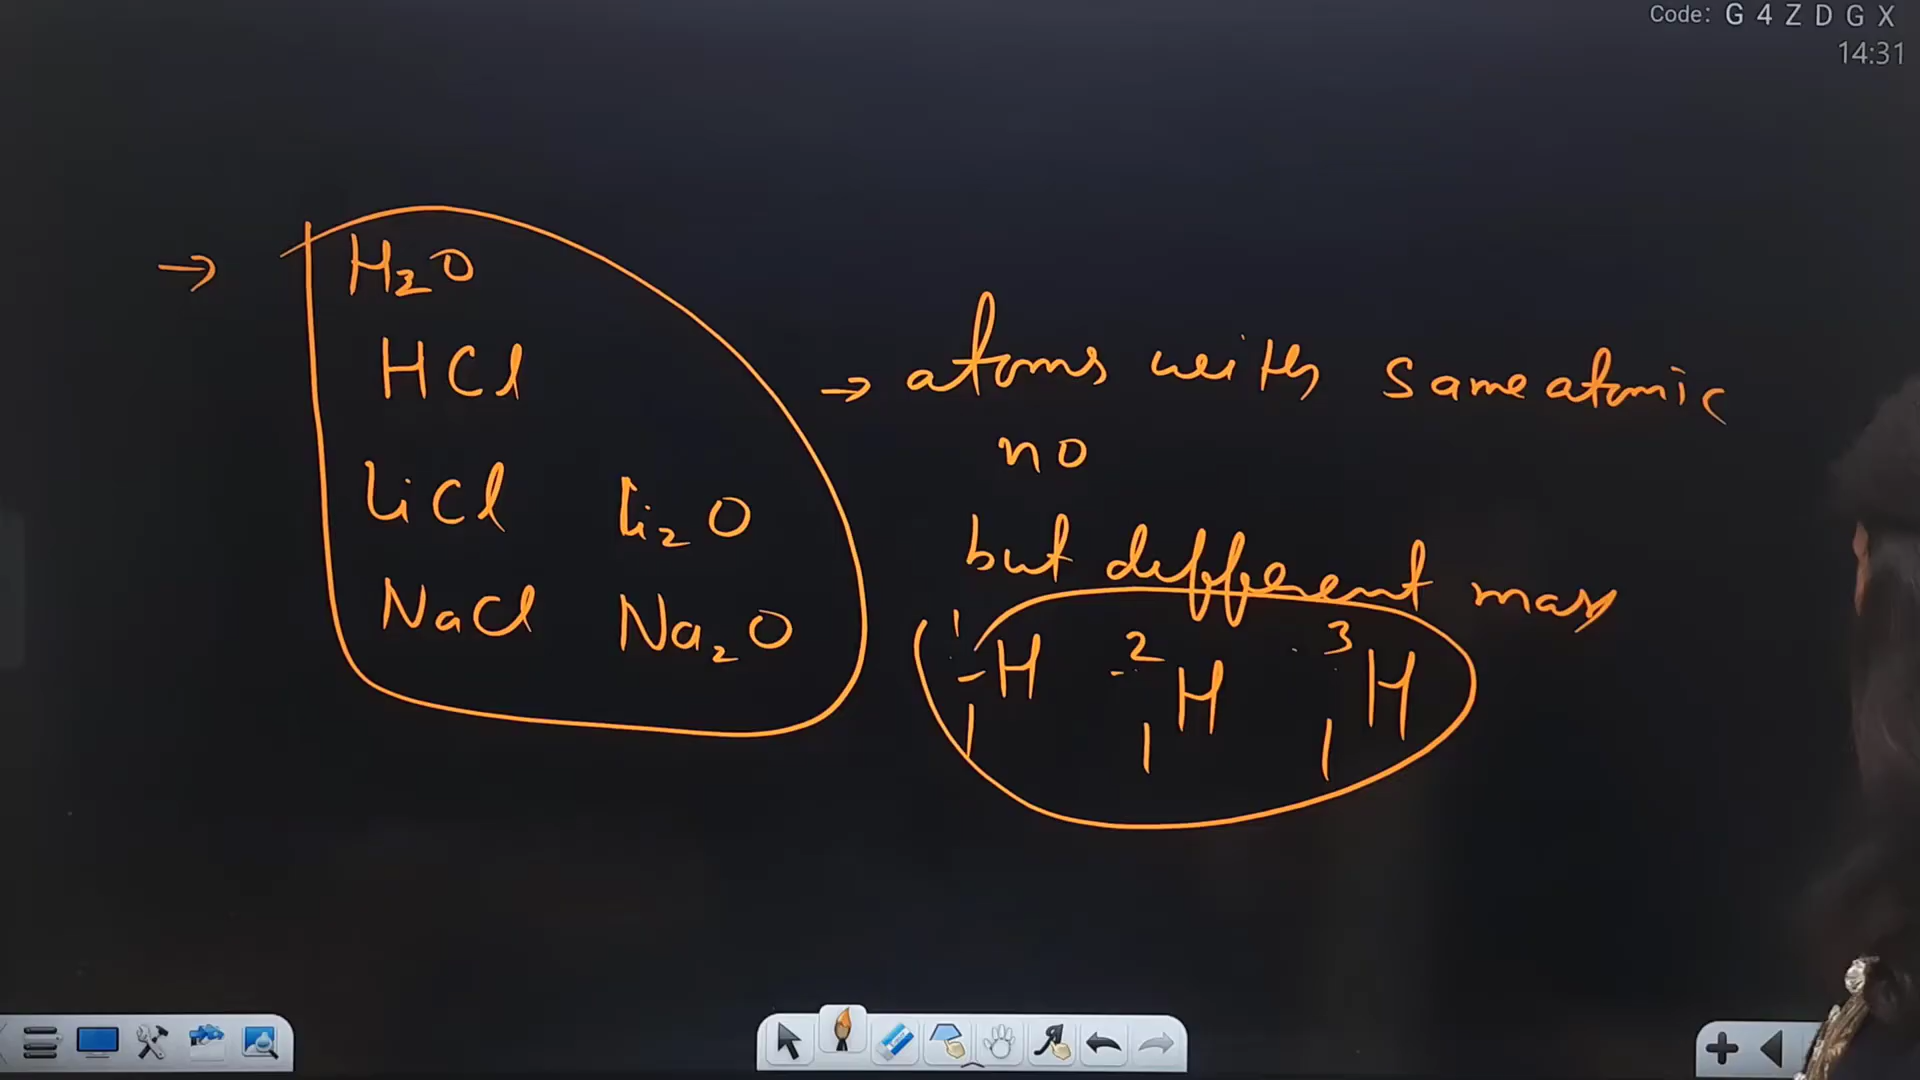 Code: G 4 Z D G X
14:31
→ H₂O
HCl
LiCl Li₂O
NaCl Na₂O
→ atoms with same atomic
no
but different mass
¹₁H ²₁H ³₁H